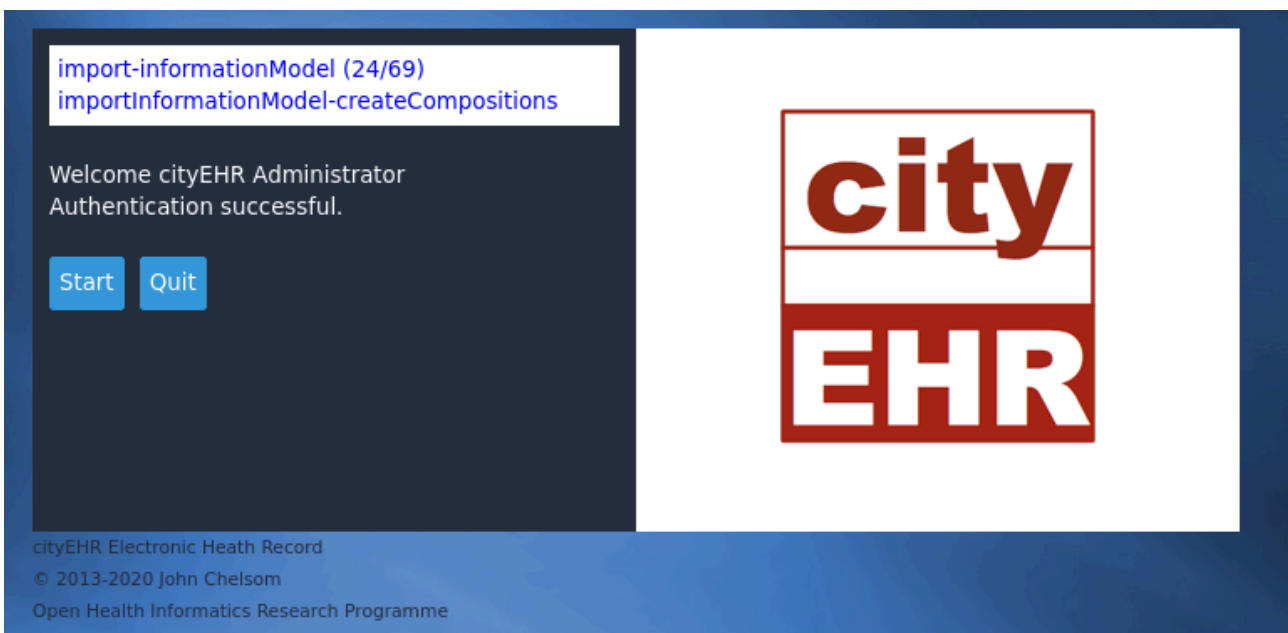 import-informationModel (24/69)
importInformationModel-createCompositions
Welcome cityEHR Administrator
Authentication successful.
Start Quit
city
EHR
cityEHR Electronic Heath Record
© 2013-2020 John Chelsom
Open Health Informatics Research Programme